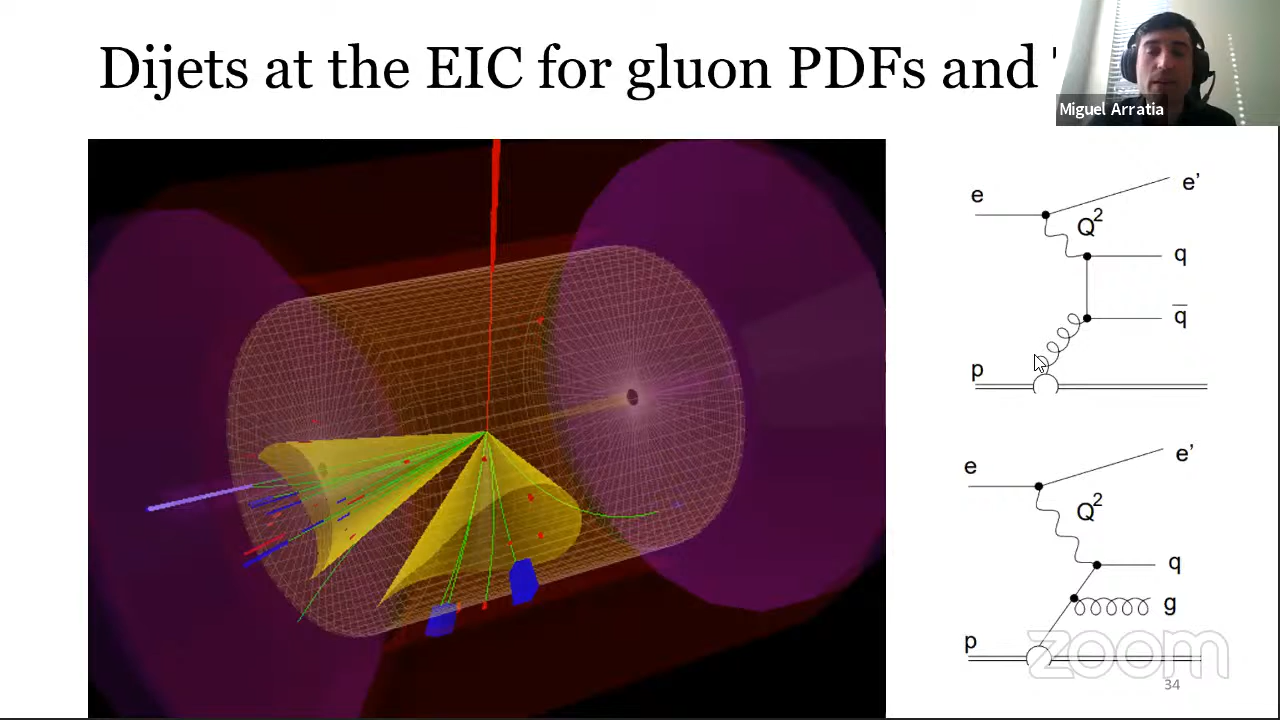 Dijets at the EIC for gluon PDFs and
Miguel Arratia
e
e'
Q2
q
q̅
p
e
e'
Q2
q
g
p
zoom
34